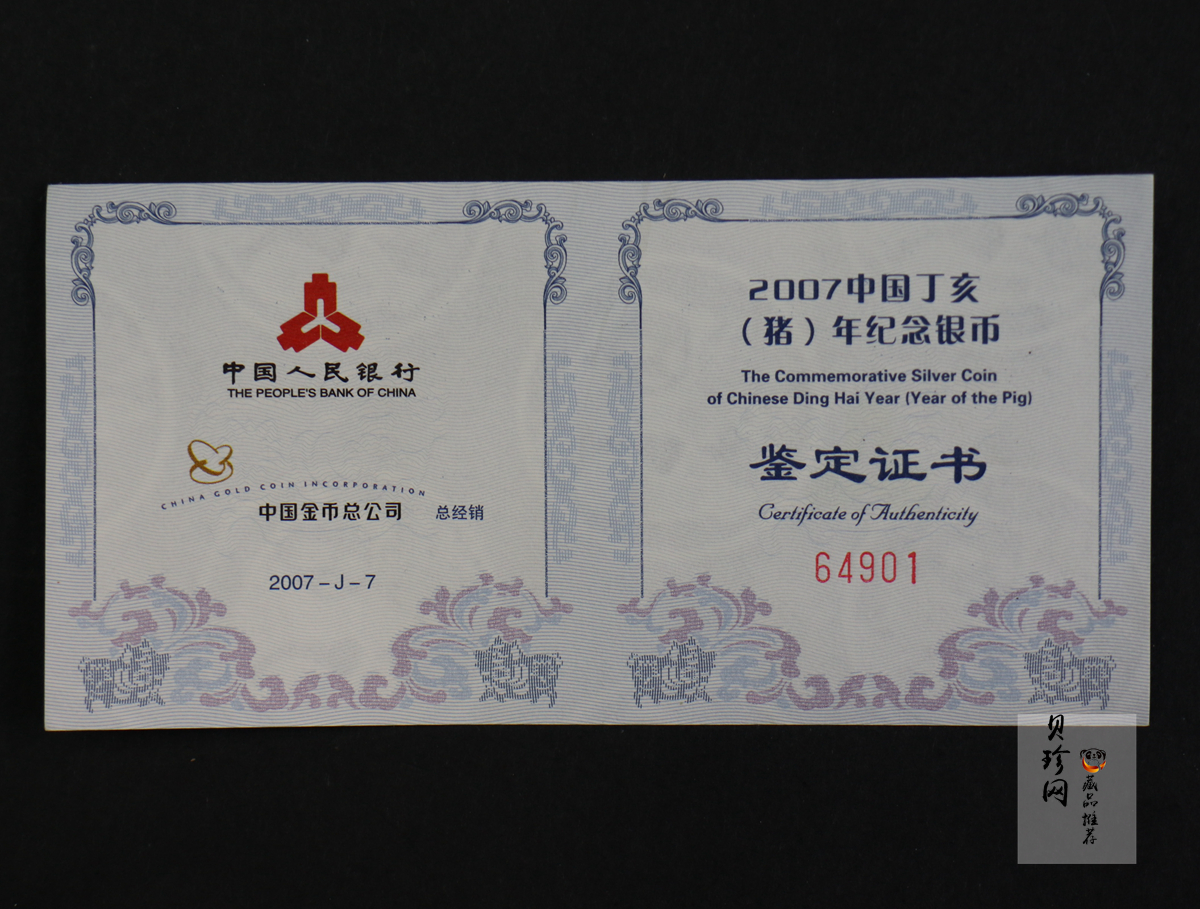 中国人民银行
THE PEOPLE'S BANK OF CHINA
CHINA GOLD COIN INCORPORATION
中国金币总公司 总经销
2007-J-7
2007中国丁亥
（猪）年纪念银币
The Commemorative Silver Coin
of Chinese Ding Hai Year (Year of the Pig)
鉴定证书
Certificate of Authenticity
64901
贝珍网
藏品推荐